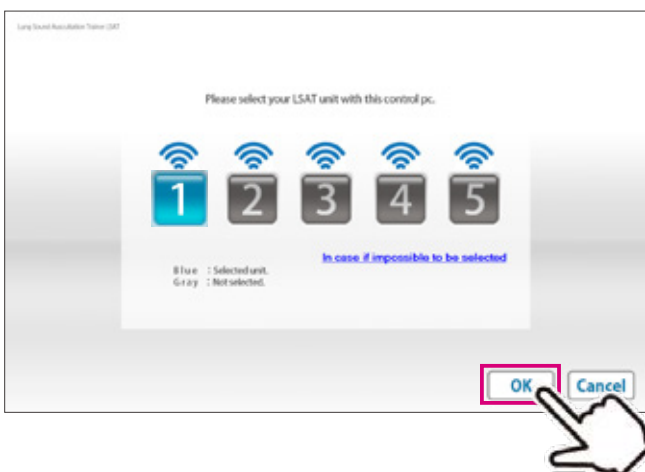 Lung Sound Auscultation Trainer LSAT
Please select your LSAT unit with this control pc.
1 2 3 4 5
In case if impossible to be selected
Blue : Selected unit.
Gray : Not selected.
OK Cancel